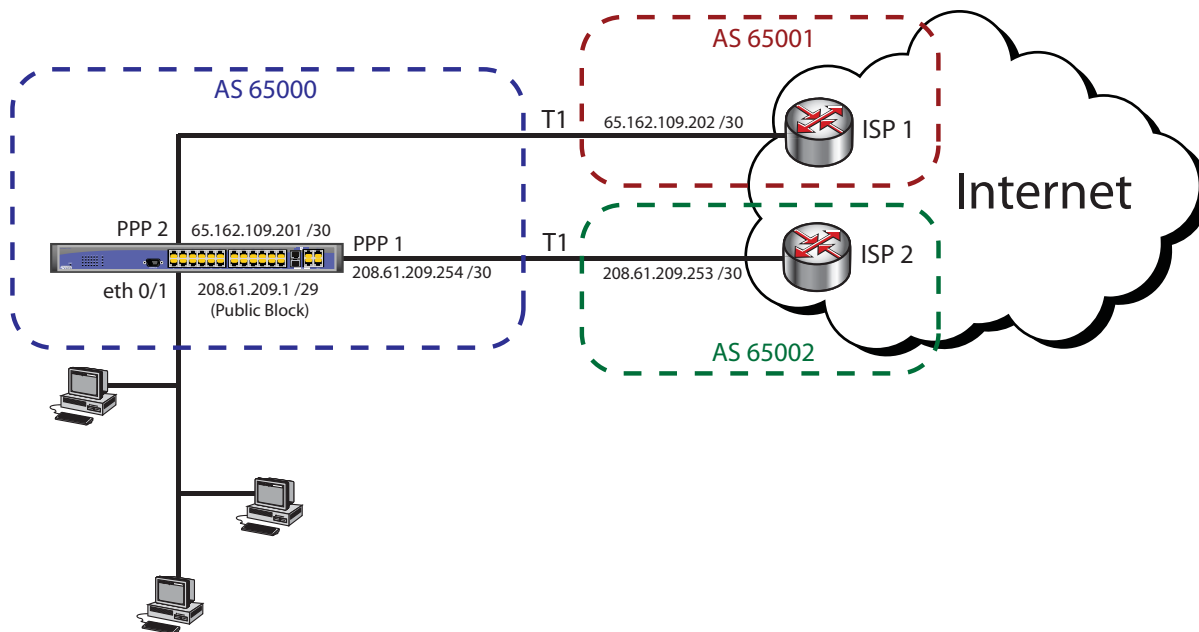 AS 65001
AS 65000
T1
65.162.109.202 /30
ISP 1
Internet
PPP 2
65.162.109.201 /30
PPP 1
T1
208.61.209.254 /30
208.61.209.253 /30
ISP 2
eth 0/1
208.61.209.1 /29
(Public Block)
AS 65002